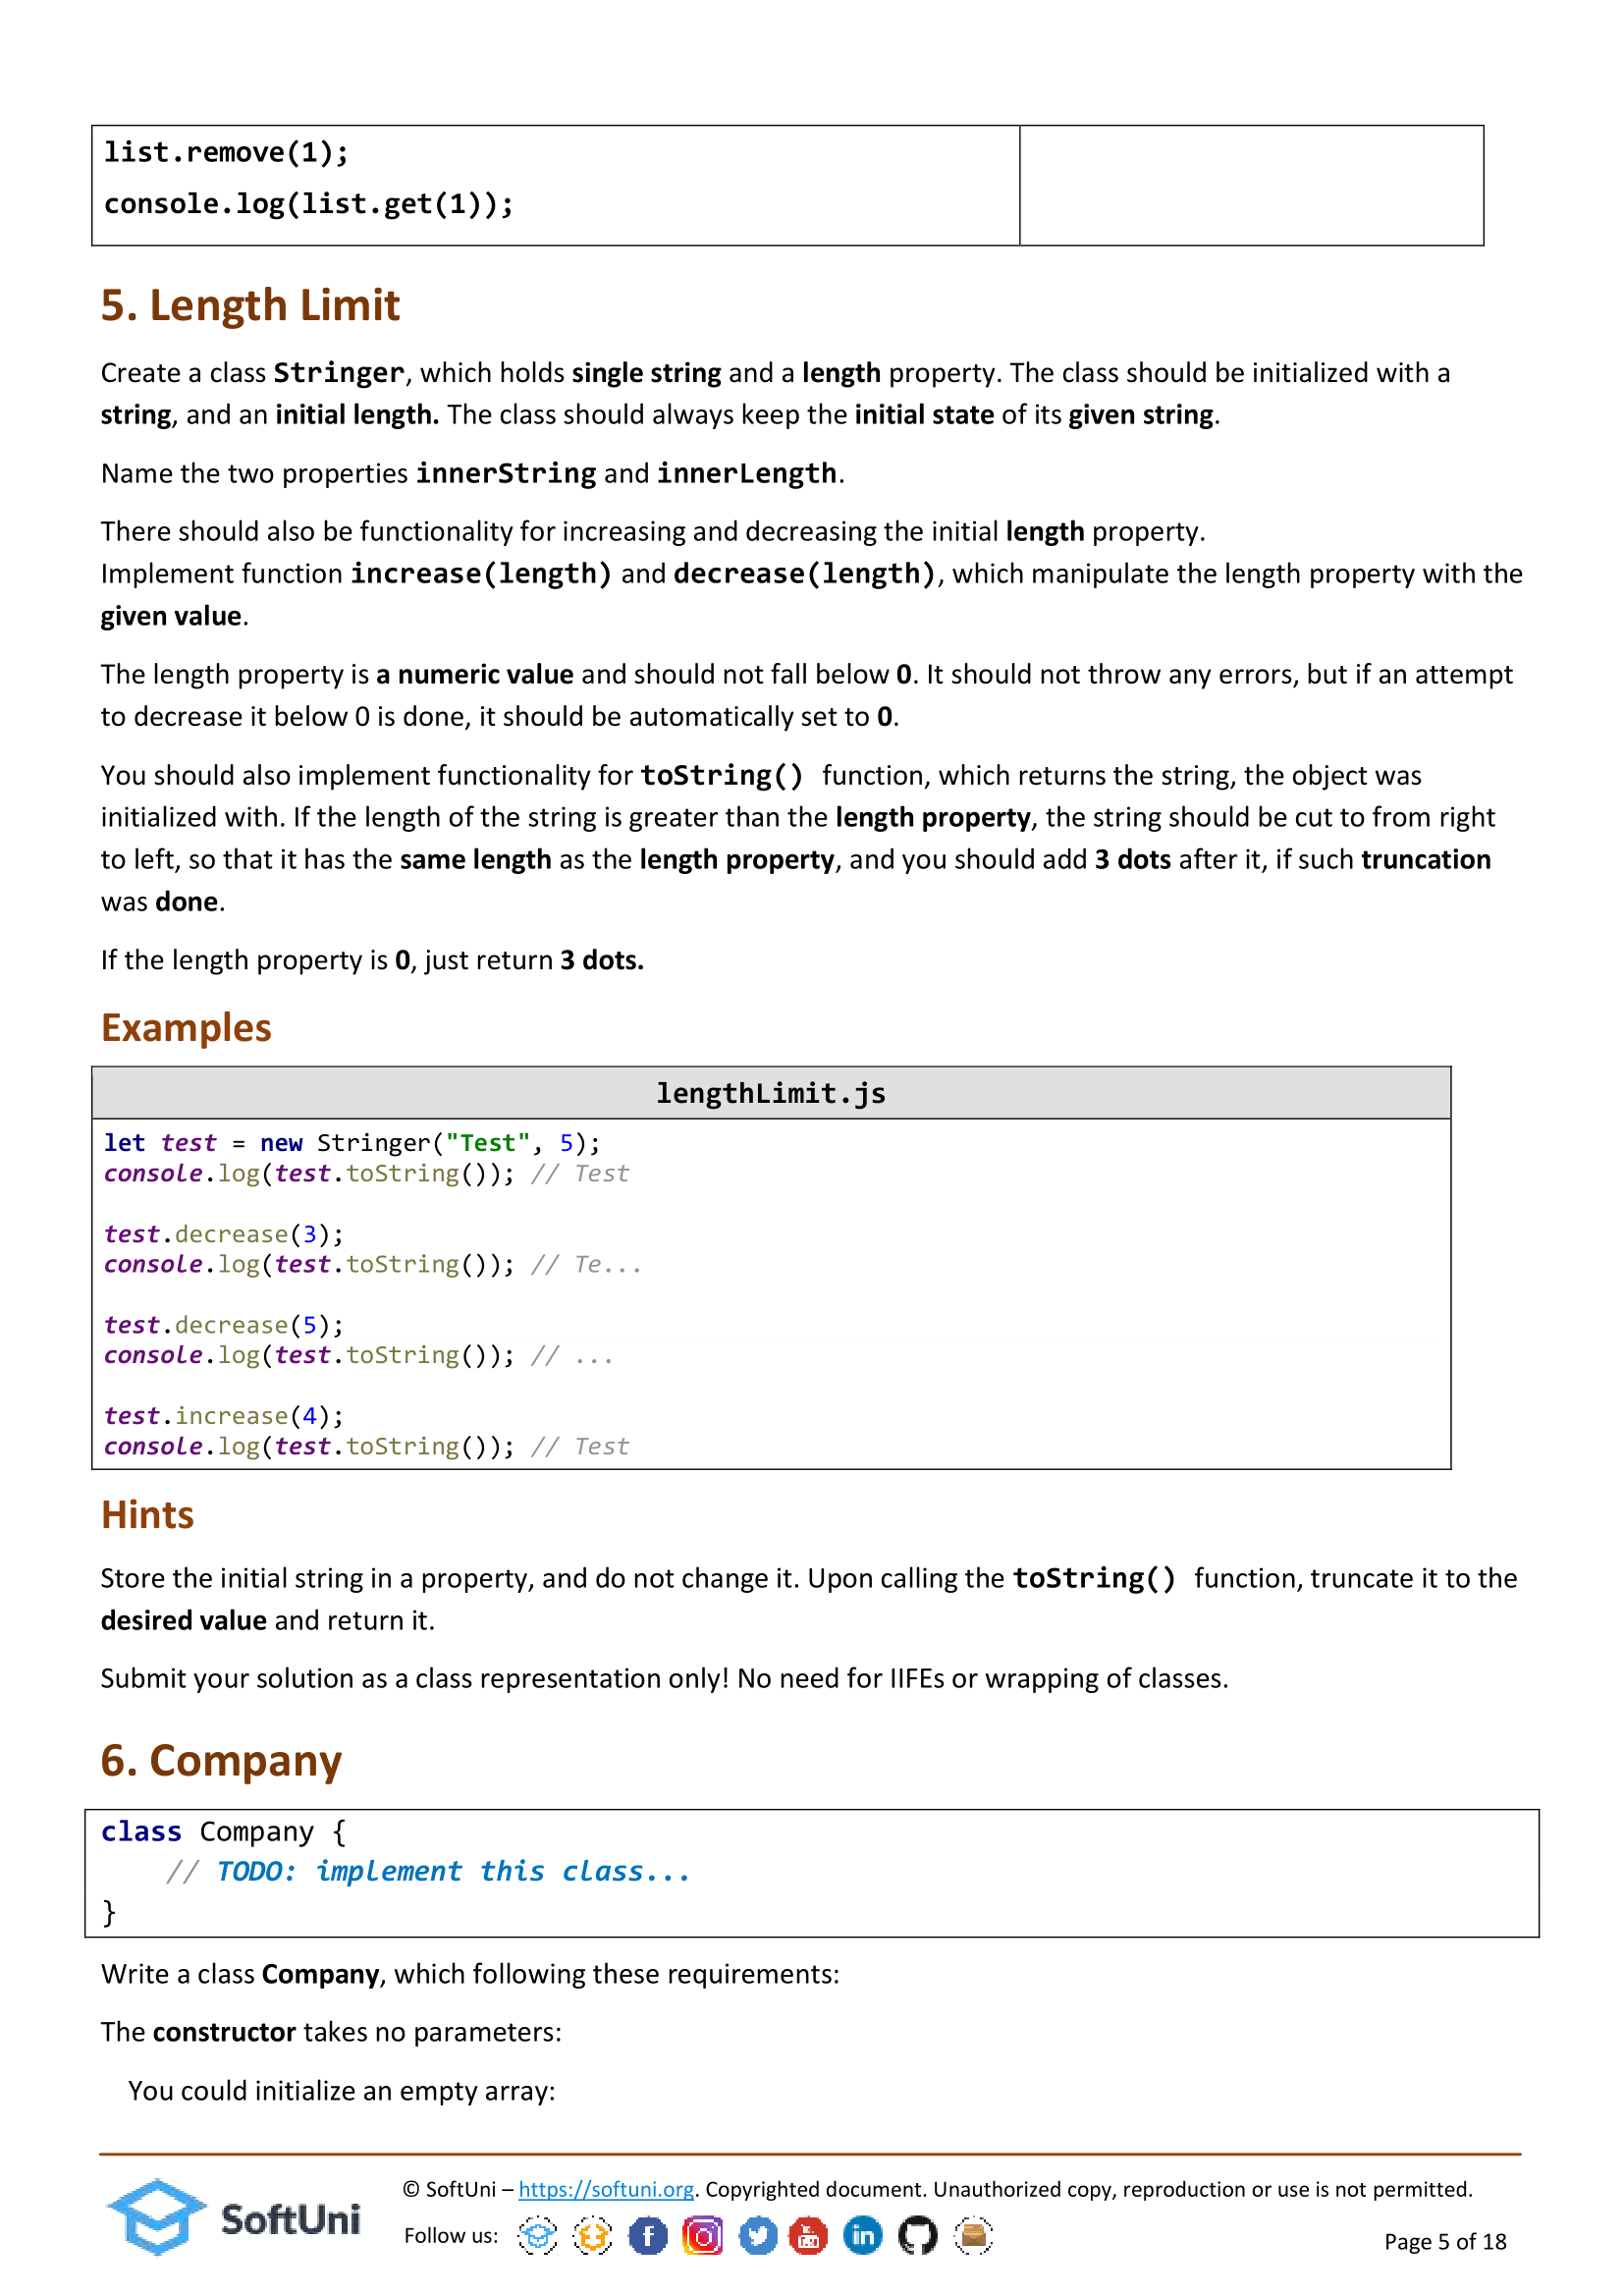 list.remove(1);
console.log(list.get(1));
5. Length Limit
Create a class Stringer, which holds single string and a length property. The class should be initialized with a
string, and an initial length. The class should always keep the initial state of its given string.
Name the two properties innerString and innerLength.
There should also be functionality for increasing and decreasing the initial length property.
Implement function increase(length) and decrease(length), which manipulate the length property with the
given value.
The length property is a numeric value and should not fall below 0. It should not throw any errors, but if an attempt
to decrease it below 0 is done, it should be automatically set to 0.
You should also implement functionality for toString() function, which returns the string, the object was
initialized with. If the length of the string is greater than the length property, the string should be cut to from right
to left, so that it has the same length as the length property, and you should add 3 dots after it, if such truncation
was done.
If the length property is 0, just return 3 dots.
Examples
lengthLimit.js
let test = new Stringer("Test", 5);
console.log(test.toString()); // Test
test.decrease(3);
console.log(test.toString()); // Te...
test.decrease(5);
console.log(test.toString()); // ...
test.increase(4);
console.log(test.toString()); // Test
Hints
Store the initial string in a property, and do not change it. Upon calling the toString() function, truncate it to the
desired value and return it.
Submit your solution as a class representation only! No need for IIFEs or wrapping of classes.
6. Company
class Company {
// TODO: implement this class...
}
Write a class Company, which following these requirements:
The constructor takes no parameters:
You could initialize an empty array:
SoftUni
© SoftUni – https://softuni.org. Copyrighted document. Unauthorized copy, reproduction or use is not permitted.
Follow us:
Page 5 of 18